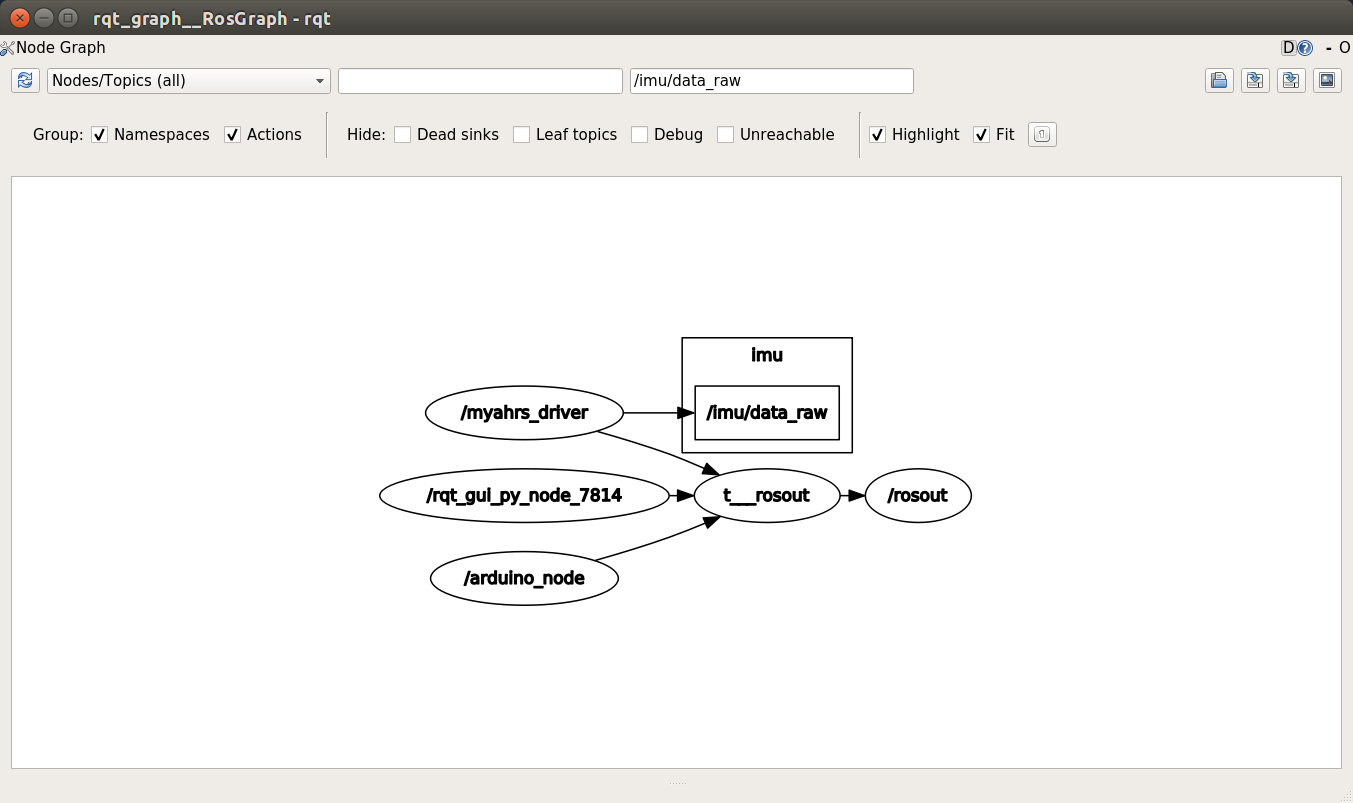 rqt_graph__RosGraph - rqt
Node Graph
D
- O
Nodes/Topics (all)
/imu/data_raw
Group: Namespaces Actions Hide: Dead sinks Leaf topics Debug Unreachable Highlight Fit
imu
/myahrs_driver
/imu/data_raw
/rqt_gui_py_node_7814
t___rosout
/rosout
/arduino_node